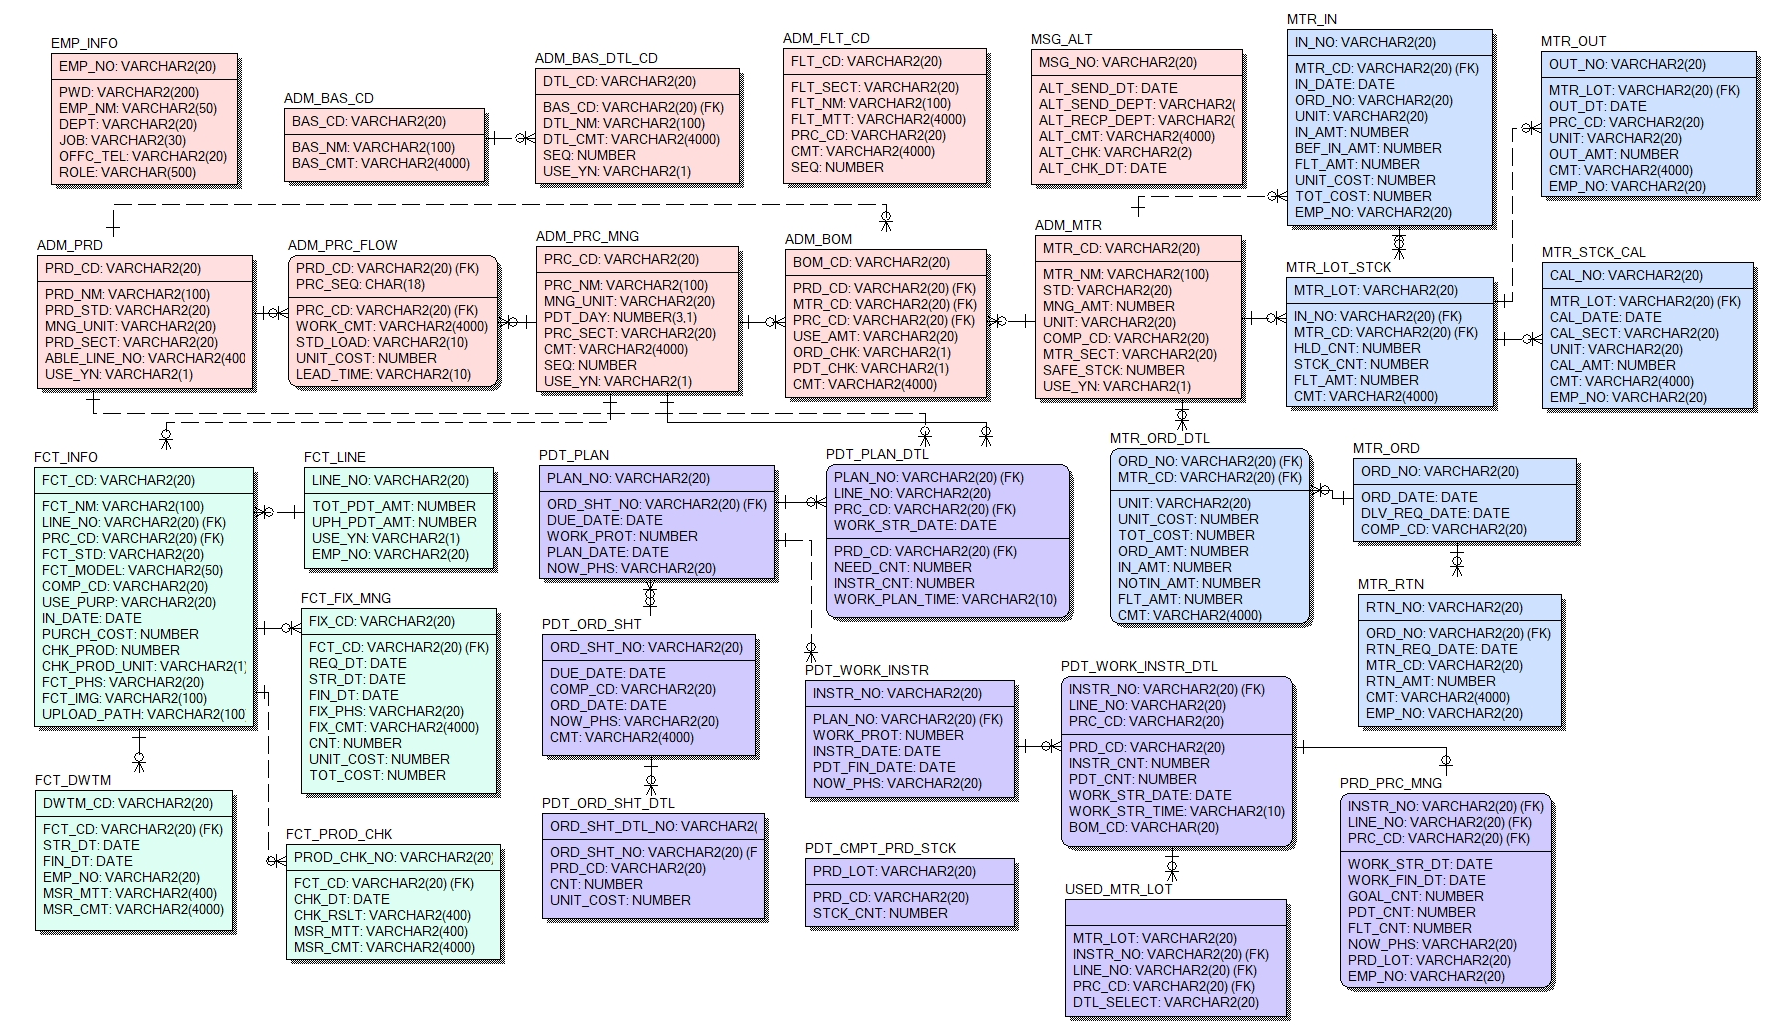 EMP_INFO
EMP_NO: VARCHAR2(20)
PWD: VARCHAR2(200)
EMP_NM: VARCHAR2(50)
DEPT: VARCHAR2(20)
JOB: VARCHAR2(30)
OFFC_TEL: VARCHAR2(20)
ROLE: VARCHAR(500)
ADM_BAS_CD
BAS_CD: VARCHAR2(20)
BAS_NM: VARCHAR2(100)
BAS_CMT: VARCHAR2(4000)
ADM_BAS_DTL_CD
DTL_CD: VARCHAR2(20)
BAS_CD: VARCHAR2(20) (FK)
DTL_NM: VARCHAR2(100)
DTL_CMT: VARCHAR2(4000)
SEQ: NUMBER
USE_YN: VARCHAR2(1)
ADM_FLT_CD
FLT_CD: VARCHAR2(20)
FLT_SECT: VARCHAR2(20)
FLT_NM: VARCHAR2(100)
FLT_MTT: VARCHAR2(4000)
PRC_CD: VARCHAR2(20)
CMT: VARCHAR2(4000)
SEQ: NUMBER
MSG_ALT
MSG_NO: VARCHAR2(20)
ALT_SEND_DT: DATE
ALT_SEND_DEPT: VARCHAR2(
ALT_RECP_DEPT: VARCHAR2(
ALT_CMT: VARCHAR2(4000)
ALT_CHK: VARCHAR2(2)
ALT_CHK_DT: DATE
MTR_IN
IN_NO: VARCHAR2(20)
MTR_CD: VARCHAR2(20) (FK)
IN_DATE: DATE
ORD_NO: VARCHAR2(20)
UNIT: VARCHAR2(20)
IN_AMT: NUMBER
BEF_IN_AMT: NUMBER
FLT_AMT: NUMBER
UNIT_COST: NUMBER
TOT_COST: NUMBER
EMP_NO: VARCHAR2(20)
MTR_OUT
OUT_NO: VARCHAR2(20)
MTR_LOT: VARCHAR2(20) (FK)
OUT_DT: DATE
PRC_CD: VARCHAR2(20)
UNIT: VARCHAR2(20)
OUT_AMT: NUMBER
CMT: VARCHAR2(4000)
EMP_NO: VARCHAR2(20)
ADM_PRD
PRD_CD: VARCHAR2(20)
PRD_NM: VARCHAR2(100)
PRD_STD: VARCHAR2(20)
MNG_UNIT: VARCHAR2(20)
PRD_SECT: VARCHAR2(20)
ABLE_LINE_NO: VARCHAR2(400
USE_YN: VARCHAR2(1)
ADM_PRC_FLOW
PRD_CD: VARCHAR2(20) (FK)
PRC_SEQ: CHAR(18)
PRC_CD: VARCHAR2(20) (FK)
WORK_CMT: VARCHAR2(4000)
STD_LOAD: VARCHAR2(10)
UNIT_COST: NUMBER
LEAD_TIME: VARCHAR2(10)
ADM_PRC_MNG
PRC_CD: VARCHAR2(20)
PRC_NM: VARCHAR2(100)
MNG_UNIT: VARCHAR2(20)
PDT_DAY: NUMBER(3,1)
PRC_SECT: VARCHAR2(20)
CMT: VARCHAR2(4000)
SEQ: NUMBER
USE_YN: VARCHAR2(1)
ADM_BOM
BOM_CD: VARCHAR2(20)
PRD_CD: VARCHAR2(20) (FK)
MTR_CD: VARCHAR2(20) (FK)
PRC_CD: VARCHAR2(20) (FK)
USE_AMT: VARCHAR2(20)
ORD_CHK: VARCHAR2(1)
PDT_CHK: VARCHAR2(1)
CMT: VARCHAR2(4000)
ADM_MTR
MTR_CD: VARCHAR2(20)
MTR_NM: VARCHAR2(100)
STD: VARCHAR2(20)
MNG_AMT: NUMBER
UNIT: VARCHAR2(20)
COMP_CD: VARCHAR2(20)
MTR_SECT: VARCHAR2(20)
SAFE_STCK: NUMBER
USE_YN: VARCHAR2(1)
MTR_LOT_STCK
MTR_LOT: VARCHAR2(20)
IN_NO: VARCHAR2(20) (FK)
MTR_CD: VARCHAR2(20) (FK)
HLD_CNT: NUMBER
STCK_CNT: NUMBER
FLT_AMT: NUMBER
CMT: VARCHAR2(4000)
MTR_STCK_CAL
CAL_NO: VARCHAR2(20)
MTR_LOT: VARCHAR2(20) (FK)
CAL_DATE: DATE
CAL_SECT: VARCHAR2(20)
UNIT: VARCHAR2(20)
CAL_AMT: NUMBER
CMT: VARCHAR2(4000)
EMP_NO: VARCHAR2(20)
FCT_INFO
FCT_CD: VARCHAR2(20)
FCT_NM: VARCHAR2(100)
LINE_NO: VARCHAR2(20) (FK)
PRC_CD: VARCHAR2(20) (FK)
FCT_STD: VARCHAR2(20)
FCT_MODEL: VARCHAR2(50)
COMP_CD: VARCHAR2(20)
USE_PURP: VARCHAR2(20)
IN_DATE: DATE
PURCH_COST: NUMBER
CHK_PROD: NUMBER
CHK_PROD_UNIT: VARCHAR2(1)
FCT_PHS: VARCHAR2(20)
FCT_IMG: VARCHAR2(100)
UPLOAD_PATH: VARCHAR2(100
FCT_LINE
LINE_NO: VARCHAR2(20)
TOT_PDT_AMT: NUMBER
UPH_PDT_AMT: NUMBER
USE_YN: VARCHAR2(1)
EMP_NO: VARCHAR2(20)
FCT_FIX_MNG
FIX_CD: VARCHAR2(20)
FCT_CD: VARCHAR2(20) (FK)
REQ_DT: DATE
STR_DT: DATE
FIN_DT: DATE
FIX_PHS: VARCHAR2(20)
FIX_CMT: VARCHAR2(4000)
CNT: NUMBER
UNIT_COST: NUMBER
TOT_COST: NUMBER
FCT_DWTM
DWTM_CD: VARCHAR2(20)
FCT_CD: VARCHAR2(20) (FK)
STR_DT: DATE
FIN_DT: DATE
EMP_NO: VARCHAR2(20)
MSR_MTT: VARCHAR2(400)
MSR_CMT: VARCHAR2(4000)
FCT_PROD_CHK
PROD_CHK_NO: VARCHAR2(20)
FCT_CD: VARCHAR2(20) (FK)
CHK_DT: DATE
CHK_RSLT: VARCHAR2(400)
MSR_MTT: VARCHAR2(400)
MSR_CMT: VARCHAR2(4000)
PDT_PLAN
PLAN_NO: VARCHAR2(20)
ORD_SHT_NO: VARCHAR2(20) (FK)
DUE_DATE: DATE
WORK_PROT: NUMBER
PLAN_DATE: DATE
NOW_PHS: VARCHAR2(20)
PDT_ORD_SHT
ORD_SHT_NO: VARCHAR2(20)
DUE_DATE: DATE
COMP_CD: VARCHAR2(20)
ORD_DATE: DATE
NOW_PHS: VARCHAR2(20)
CMT: VARCHAR2(4000)
PDT_ORD_SHT_DTL
ORD_SHT_DTL_NO: VARCHAR2(
ORD_SHT_NO: VARCHAR2(20) (F
PRD_CD: VARCHAR2(20)
CNT: NUMBER
UNIT_COST: NUMBER
PDT_PLAN_DTL
PLAN_NO: VARCHAR2(20) (FK)
LINE_NO: VARCHAR2(20)
PRC_CD: VARCHAR2(20) (FK)
WORK_STR_DATE: DATE
PRD_CD: VARCHAR2(20) (FK)
NEED_CNT: NUMBER
INSTR_CNT: NUMBER
WORK_PLAN_TIME: VARCHAR2(10)
PDT_WORK_INSTR
INSTR_NO: VARCHAR2(20)
PLAN_NO: VARCHAR2(20) (FK)
WORK_PROT: NUMBER
INSTR_DATE: DATE
PDT_FIN_DATE: DATE
NOW_PHS: VARCHAR2(20)
PDT_CMPT_PRD_STCK
PRD_LOT: VARCHAR2(20)
PRD_CD: VARCHAR2(20)
STCK_CNT: NUMBER
MTR_ORD_DTL
ORD_NO: VARCHAR2(20) (FK)
MTR_CD: VARCHAR2(20) (FK)
UNIT: VARCHAR2(20)
UNIT_COST: NUMBER
TOT_COST: NUMBER
ORD_AMT: NUMBER
IN_AMT: NUMBER
NOTIN_AMT: NUMBER
FLT_AMT: NUMBER
CMT: VARCHAR2(4000)
MTR_ORD
ORD_NO: VARCHAR2(20)
ORD_DATE: DATE
DLV_REQ_DATE: DATE
COMP_CD: VARCHAR2(20)
MTR_RTN
RTN_NO: VARCHAR2(20)
ORD_NO: VARCHAR2(20) (FK)
RTN_REQ_DATE: DATE
MTR_CD: VARCHAR2(20)
RTN_AMT: NUMBER
CMT: VARCHAR2(4000)
EMP_NO: VARCHAR2(20)
PDT_WORK_INSTR_DTL
INSTR_NO: VARCHAR2(20) (FK)
LINE_NO: VARCHAR2(20)
PRC_CD: VARCHAR2(20)
PRD_CD: VARCHAR2(20)
INSTR_CNT: NUMBER
PDT_CNT: NUMBER
WORK_STR_DATE: DATE
WORK_STR_TIME: VARCHAR2(10)
BOM_CD: VARCHAR(20)
USED_MTR_LOT
MTR_LOT: VARCHAR2(20)
INSTR_NO: VARCHAR2(20) (FK)
LINE_NO: VARCHAR2(20) (FK)
PRC_CD: VARCHAR2(20) (FK)
DTL_SELECT: VARCHAR2(20)
PRD_PRC_MNG
INSTR_NO: VARCHAR2(20) (FK)
LINE_NO: VARCHAR2(20) (FK)
PRC_CD: VARCHAR2(20) (FK)
WORK_STR_DT: DATE
WORK_FIN_DT: DATE
GOAL_CNT: NUMBER
PDT_CNT: NUMBER
FLT_CNT: NUMBER
NOW_PHS: VARCHAR2(20)
PRD_LOT: VARCHAR2(20)
EMP_NO: VARCHAR2(20)